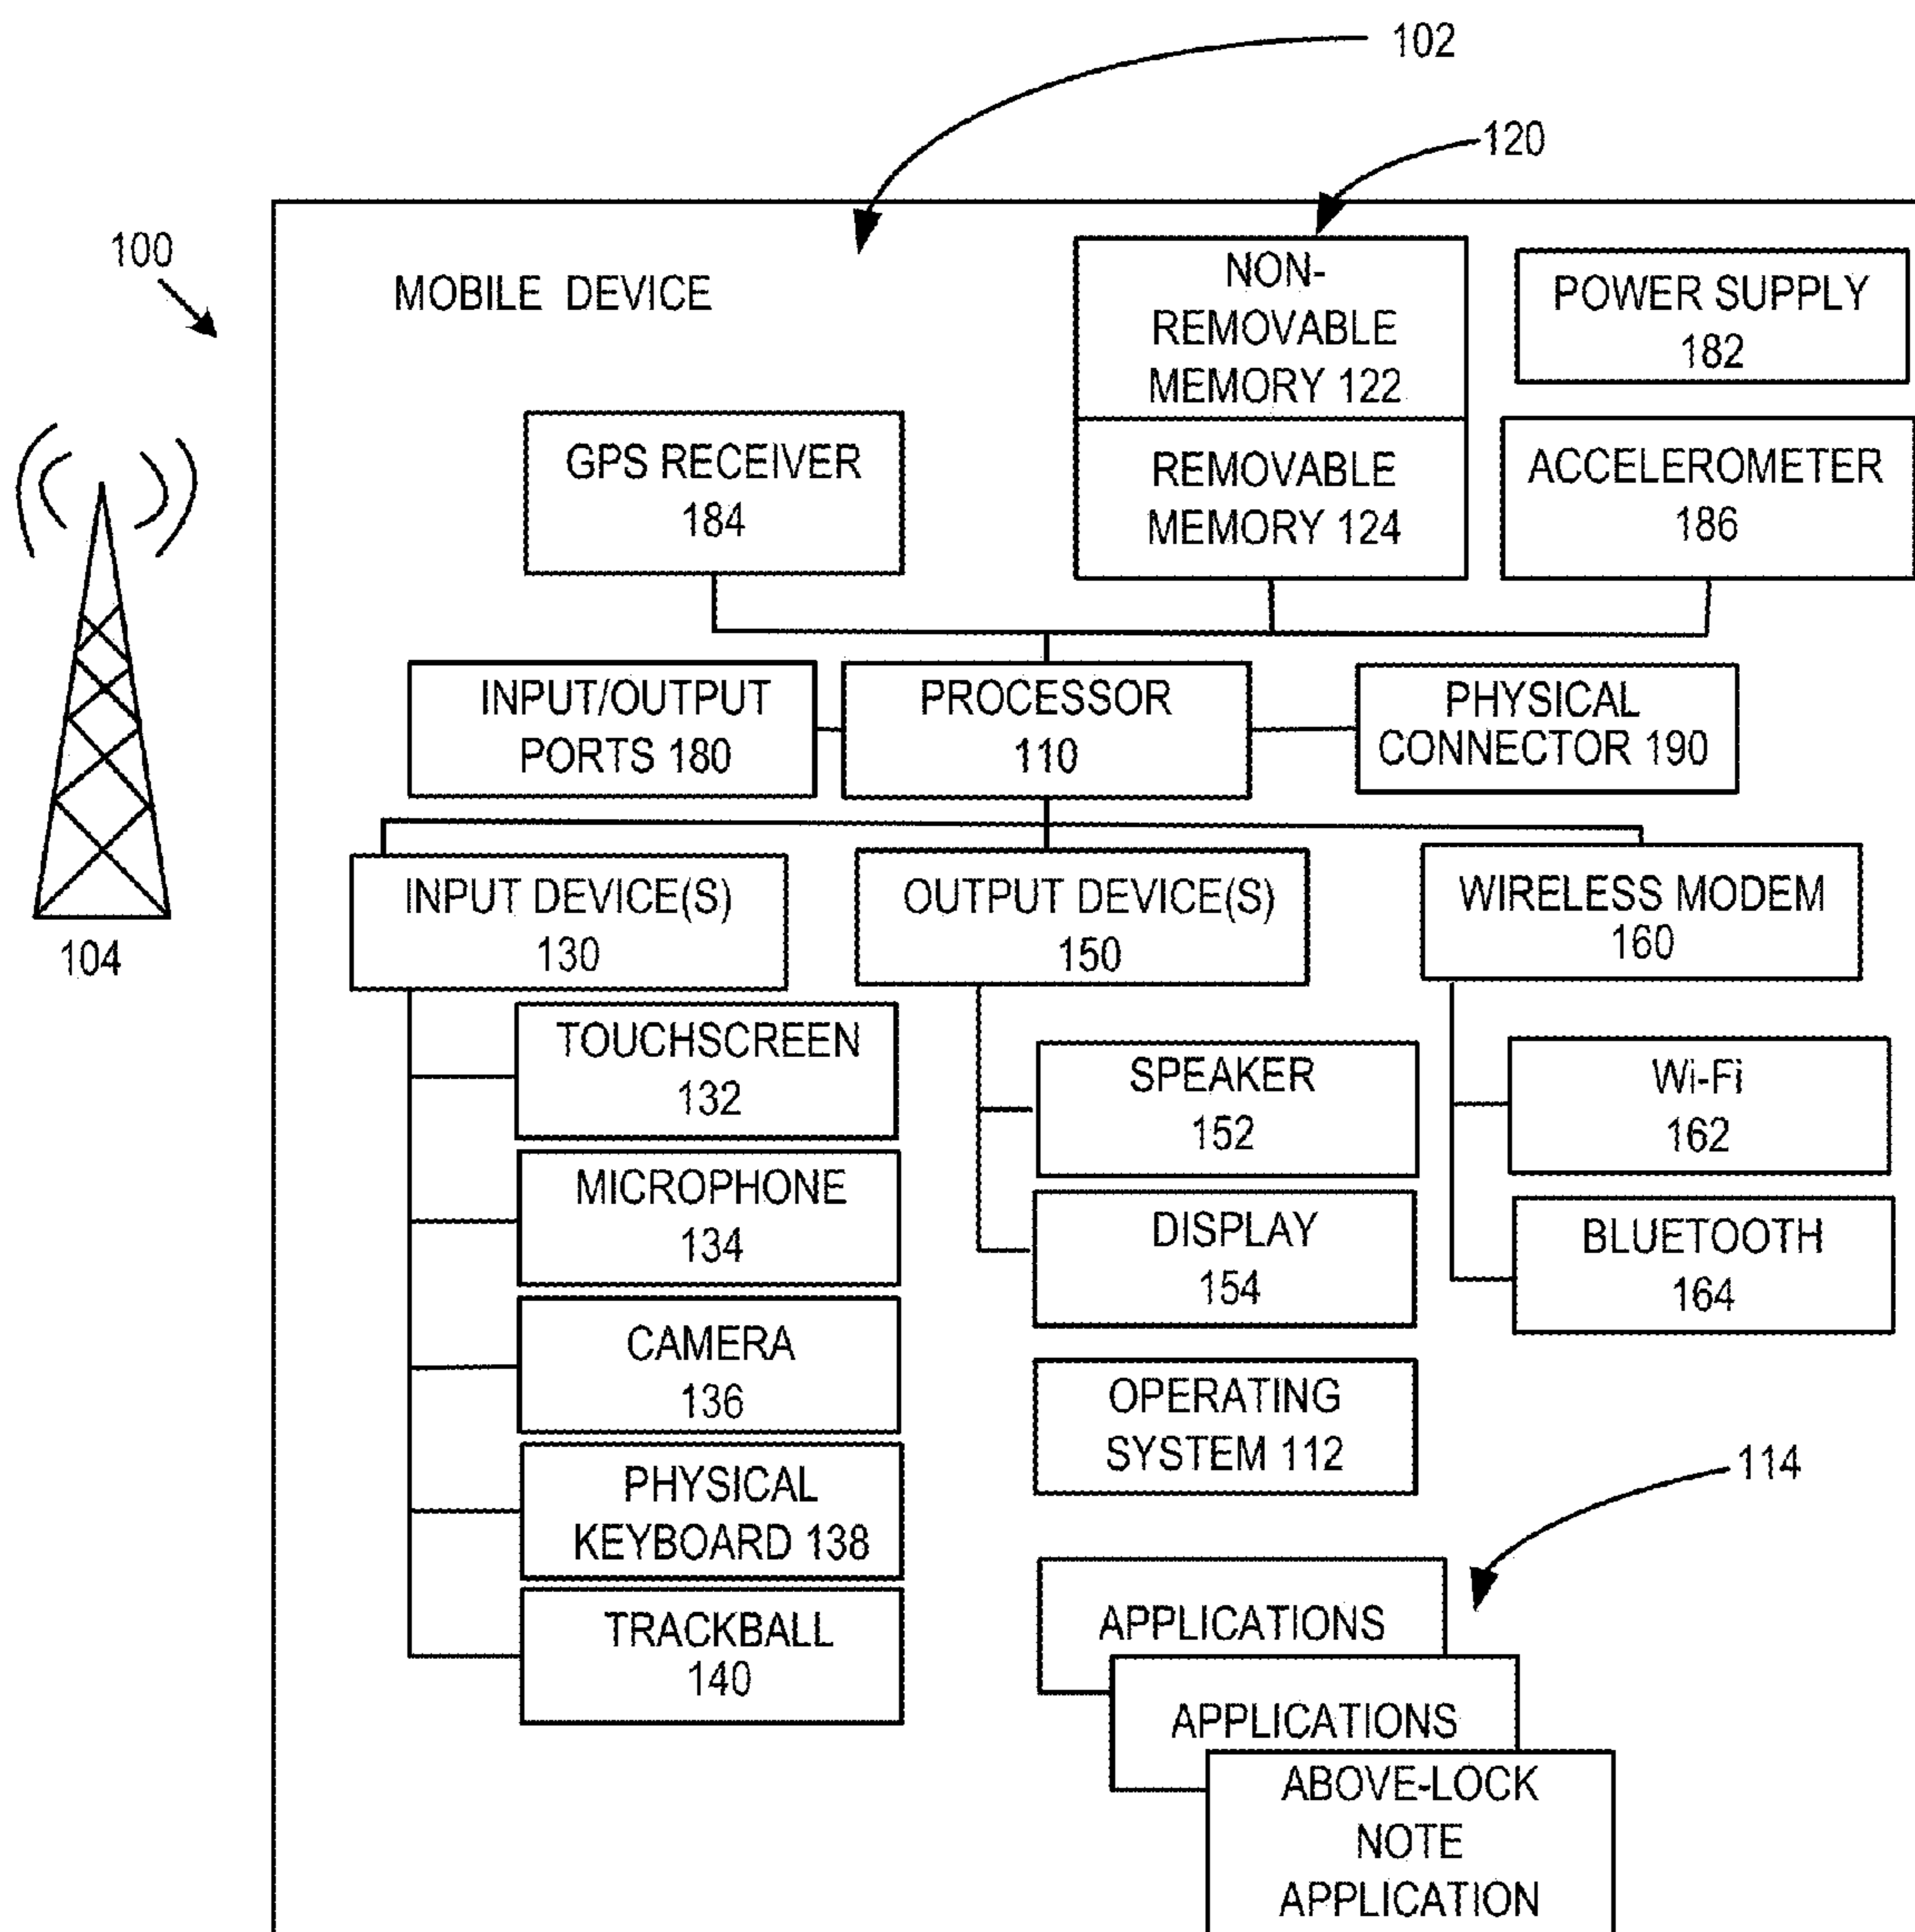 102
120
100
MOBILE DEVICE
NON-
REMOVABLE
MEMORY 122
POWER SUPPLY
182
GPS RECEIVER
184
REMOVABLE
MEMORY 124
ACCELEROMETER
186
INPUT/OUTPUT
PORTS 180
PROCESSOR
110
PHYSICAL
CONNECTOR 190
104
INPUT DEVICE(S)
130
OUTPUT DEVICE(S)
150
WIRELESS MODEM
160
TOUCHSCREEN
132
MICROPHONE
134
CAMERA
136
PHYSICAL
KEYBOARD 138
TRACKBALL
140
SPEAKER
152
DISPLAY
154
Wi-Fi
162
BLUETOOTH
164
OPERATING
SYSTEM 112
114
APPLICATIONS
APPLICATIONS
ABOVE-LOCK
NOTE
APPLICATION